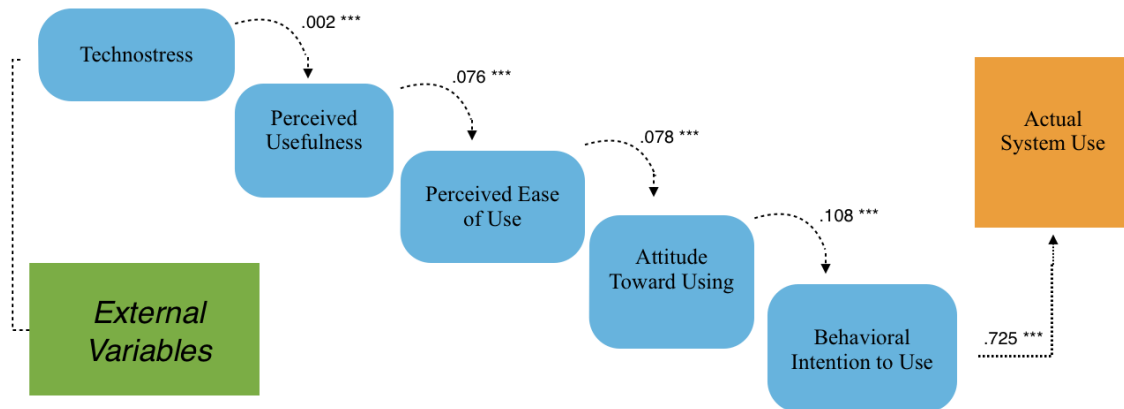 Technostress
.002 ***
Perceived
Usefulness
.076 ***
Perceived Ease
of Use
.078 ***
Attitude
Toward Using
.108 ***
Behavioral
Intention to Use
.725 ***
Actual
System Use
External
Variables